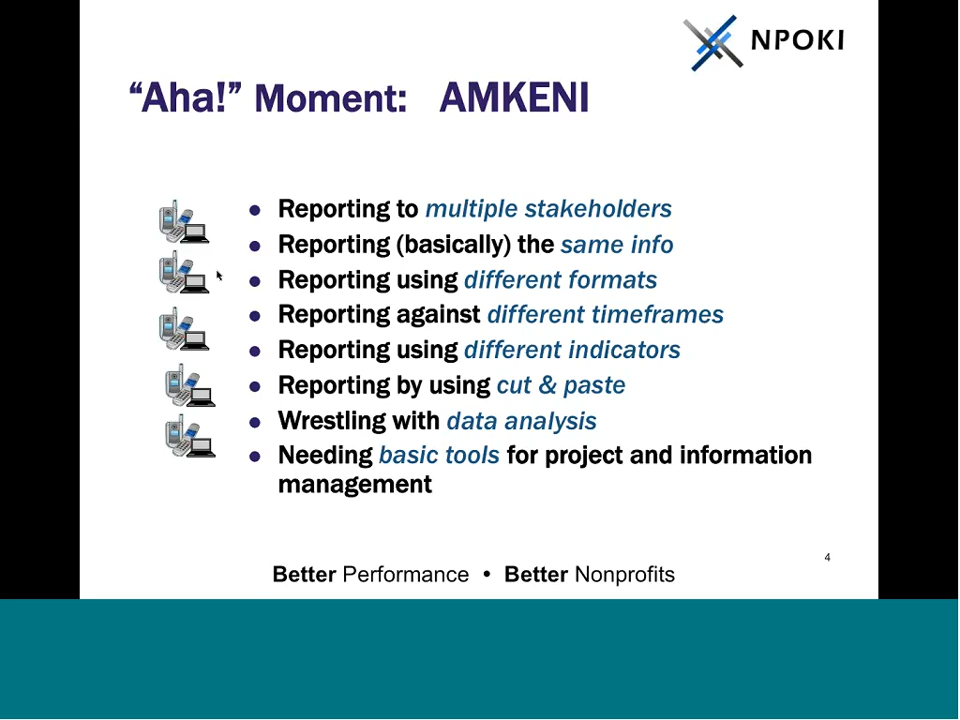 NPOKI
“Aha!” Moment: AMKENI
● Reporting to multiple stakeholders
● Reporting (basically) the same info
● Reporting using different formats
● Reporting against different timeframes
● Reporting using different indicators
● Reporting by using cut & paste
● Wrestling with data analysis
● Needing basic tools for project and information
management
4
Better Performance • Better Nonprofits